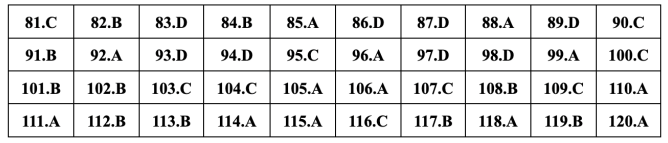 81.C 82.B 83.D 84.B 85.A 86.D 87.D 88.A 89.D 90.C
91.B 92.A 93.D 94.D 95.C 96.A 97.D 98.D 99.A 100.C
101.B 102.B 103.C 104.C 105.A 106.A 107.C 108.B 109.C 110.A
111.A 112.B 113.B 114.A 115.A 116.C 117.B 118.A 119.B 120.A